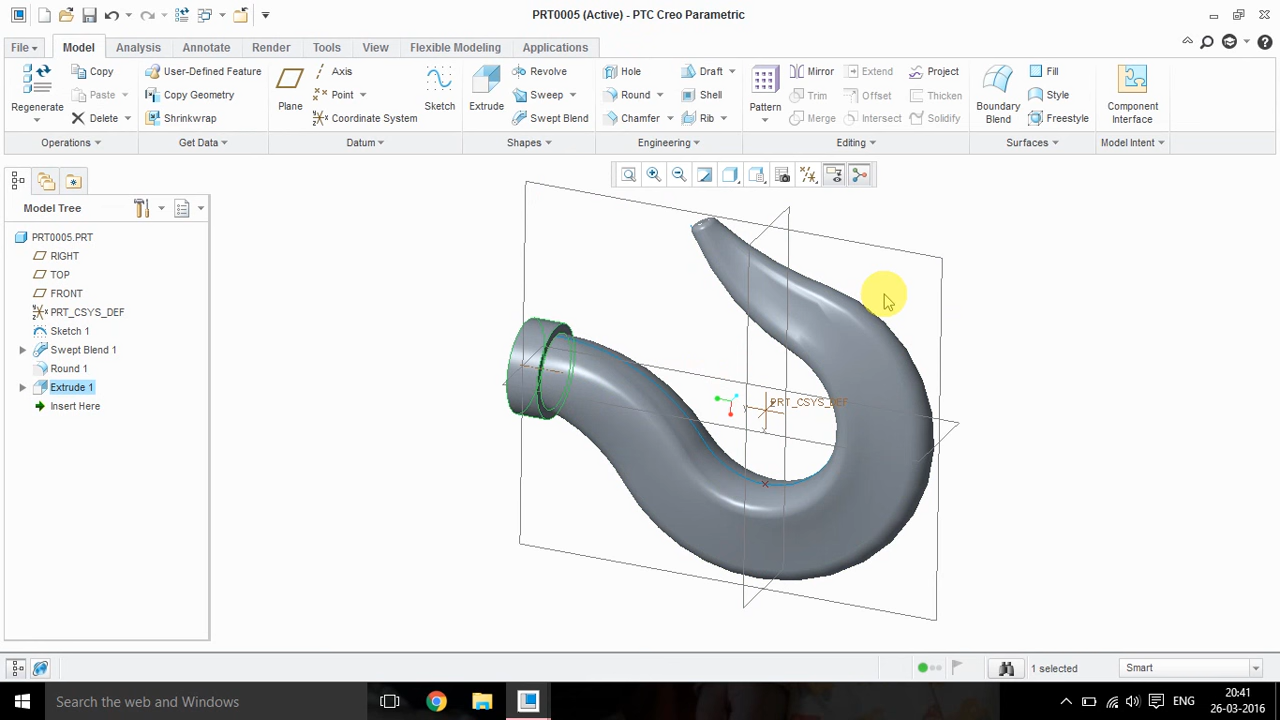 PRT0005 (Active) - PTC Creo Parametric
File Model Analysis Annotate Render Tools View Flexible Modeling Applications
Regenerate
Copy
Paste
Delete
Operations
User-Defined Feature
Copy Geometry
Shrinkwrap
Get Data
Plane
Axis
Point
Coordinate System
Sketch
Datum
Extrude
Revolve
Sweep
Swept Blend
Shapes
Hole
Round
Chamfer
Draft
Shell
Rib
Engineering
Pattern
Mirror
Trim
Merge
Extend
Offset
Intersect
Project
Thicken
Solidify
Editing
Boundary
Blend
Fill
Style
Freestyle
Surfaces
Component
Interface
Model Intent
Model Tree
PRT0005.PRT
RIGHT
TOP
FRONT
PRT_CSYS_DEF
Sketch 1
Swept Blend 1
Round 1
Extrude 1
Insert Here
PRT_CSYS_DEF
1 selected
Smart
Search the web and Windows
ENG
20:41
26-03-2016